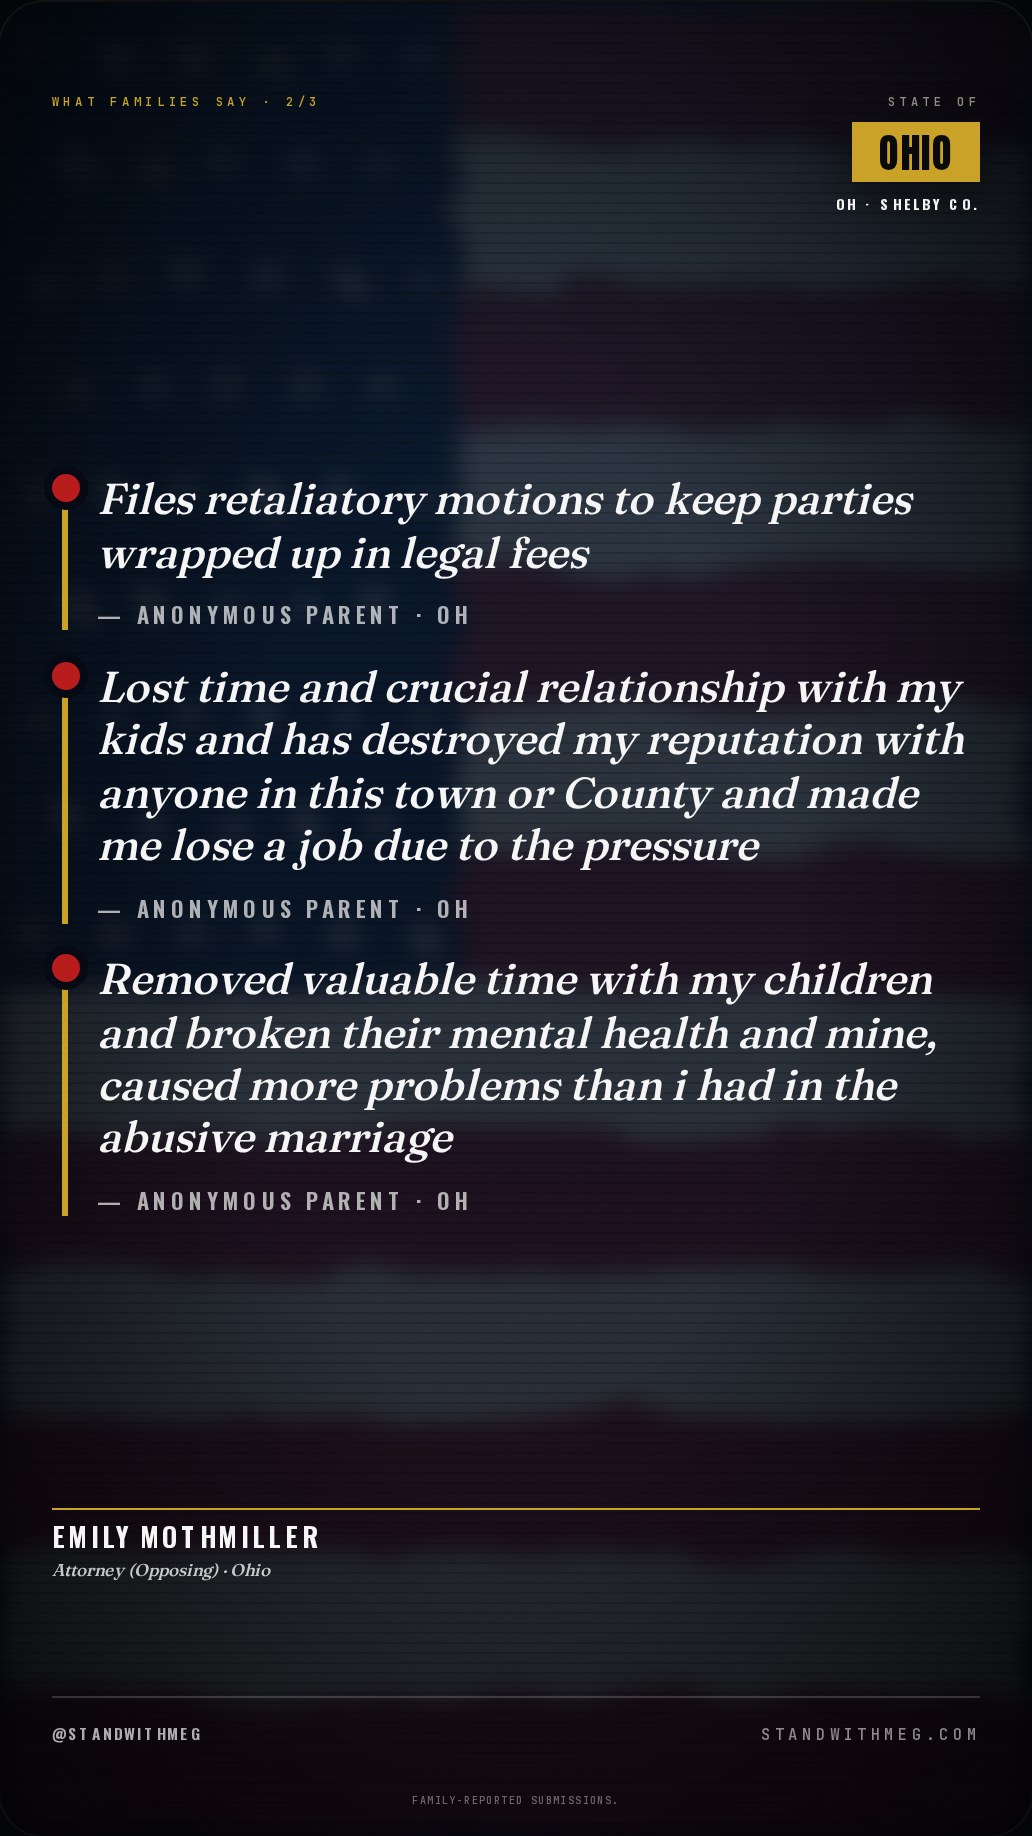 WHAT FAMILIES SAY · 2/3
STATE OF
OHIO
OH · SHELBY CO.
Files retaliatory motions to keep parties
wrapped up in legal fees
— ANONYMOUS PARENT · OH
Lost time and crucial relationship with my
kids and has destroyed my reputation with
anyone in this town or County and made
me lose a job due to the pressure
— ANONYMOUS PARENT · OH
Removed valuable time with my children
and broken their mental health and mine,
caused more problems than i had in the
abusive marriage
— ANONYMOUS PARENT · OH
EMILY MOTHMILLER
Attorney (Opposing) · Ohio
@STANDWITHMEG
STANDWITHMEG.COM
FAMILY-REPORTED SUBMISSIONS.